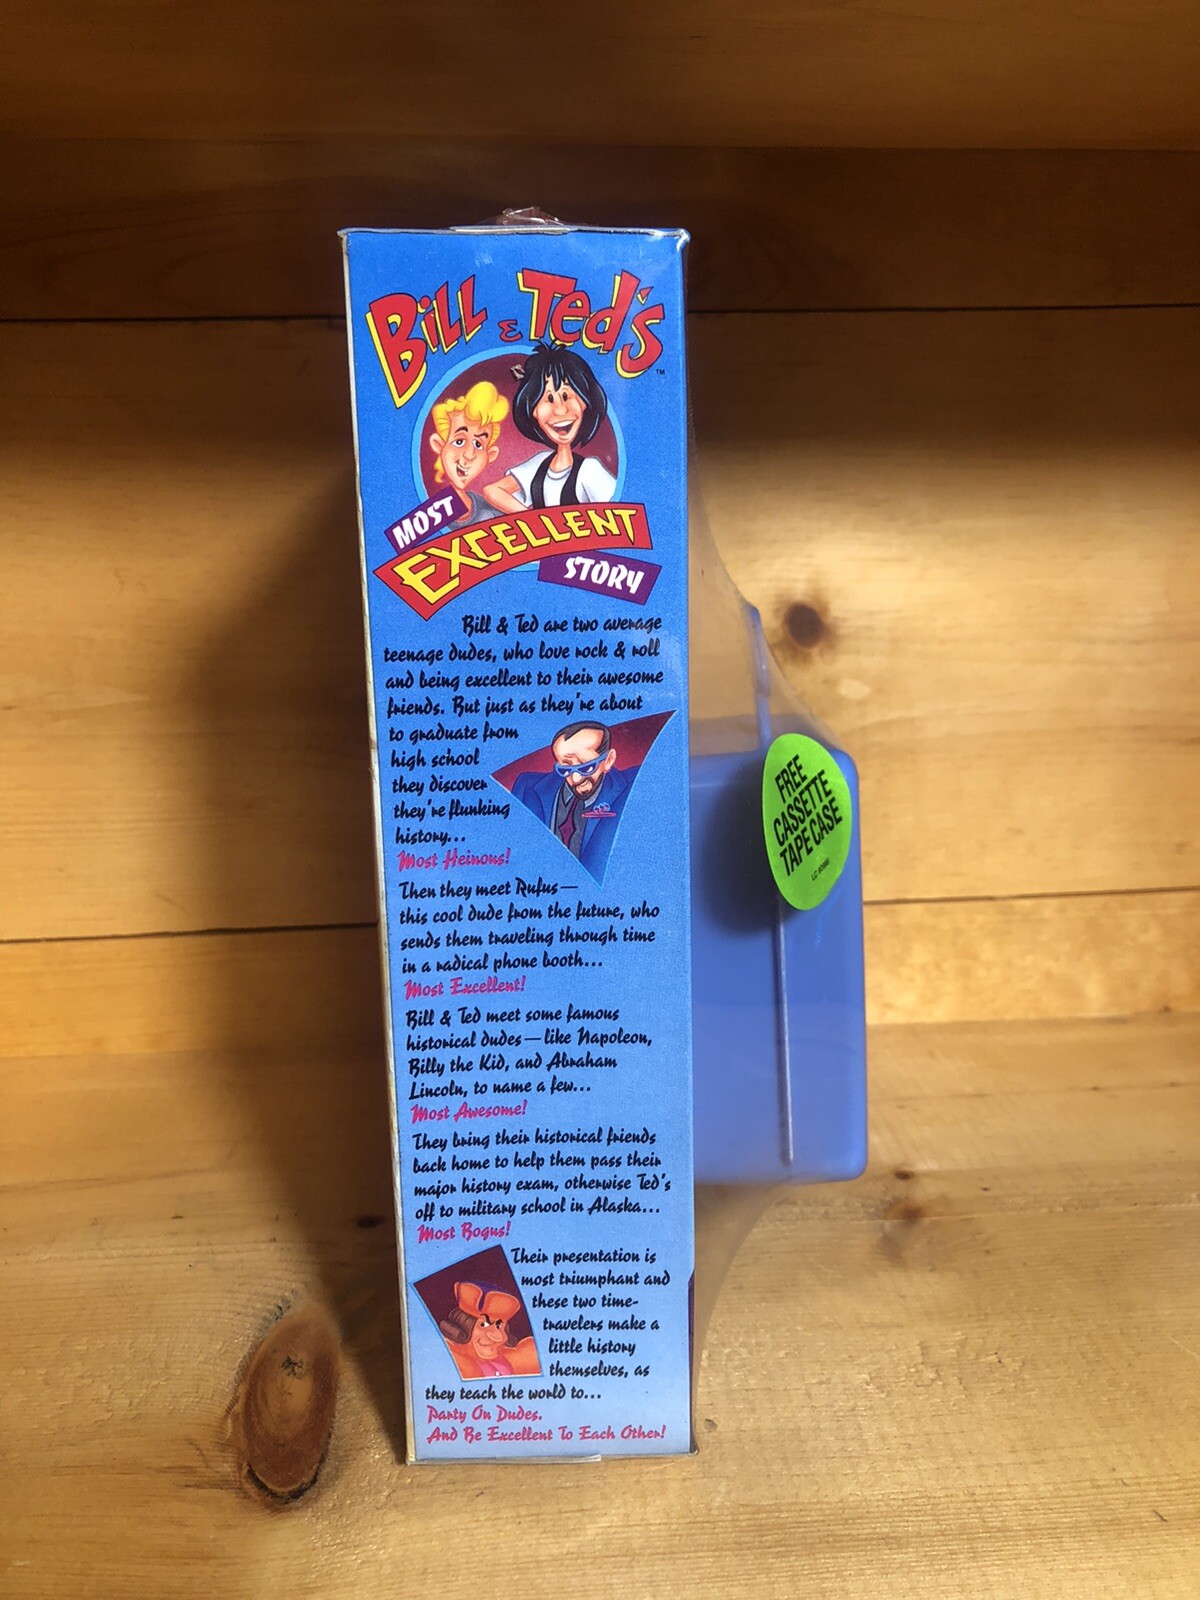 Bill & Ted's™
MOST
EXCELLENT
STORY
Bill & Ted are two average
teenage dudes, who love rock & roll
and being excellent to their awesome
friends. But just as they're about
to graduate from
high school
they discover
they're flunking
history...
Most Heinous!
Then they meet Rufus—
this cool dude from the future, who
sends them traveling through time
in a radical phone booth...
Most Excellent!
Bill & Ted meet some famous
historical dudes—like Napoleon,
Billy the Kid, and Abraham
Lincoln, to name a few...
Most Awesome!
They bring their historical friends
back home to help them pass their
major history exam, otherwise Ted's
off to military school in Alaska...
Most Bogus!
Their presentation is
most triumphant and
these two time-
travelers make a
little history
themselves, as
they teach the world to...
Party On Dudes.
And Be Excellent To Each Other!
FREE
CASSETTE
TAPE CASE